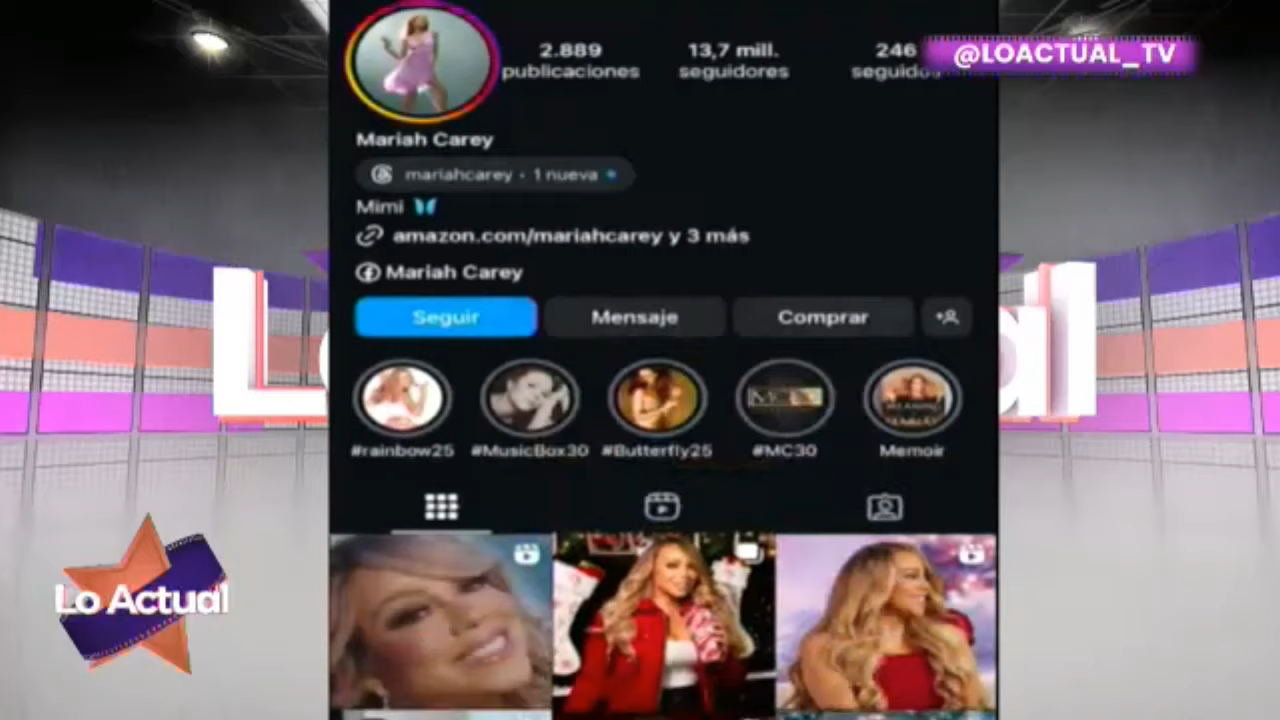 2.889 13,7 mill. 246
publicaciones seguidores seguidos
@LOACTUAL_TV
Mariah Carey
mariahcarey • 1 nueva
Mimi
amazon.com/mariahcarey y 3 más
Mariah Carey
Seguir Mensaje Comprar
#rainbow25 #MusicBox30 #Butterfly25 #MC30 Memoir
Lo Actual